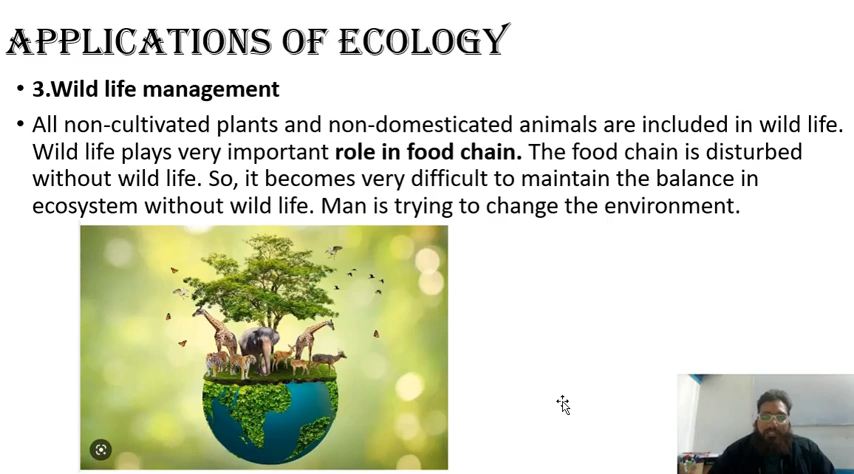 APPLICATIONS OF ECOLOGY
• 3.Wild life management
• All non-cultivated plants and non-domesticated animals are included in wild life.
Wild life plays very important role in food chain. The food chain is disturbed
without wild life. So, it becomes very difficult to maintain the balance in
ecosystem without wild life. Man is trying to change the environment.